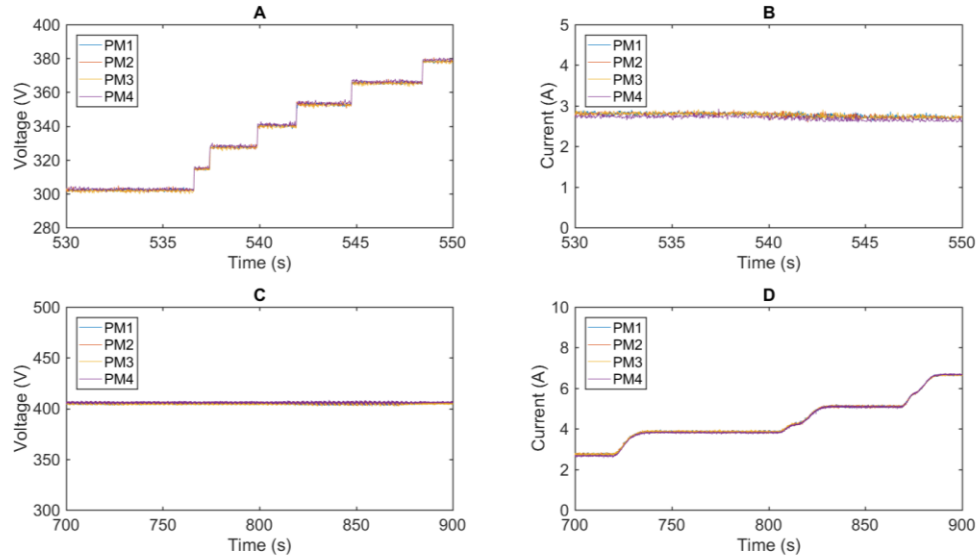 A
Voltage (V)
400
380
360
340
320
300
280
PM1
PM2
PM3
PM4
530 535 540 545 550
Time (s)
B
Current (A)
5
4
3
2
1
0
PM1
PM2
PM3
PM4
530 535 540 545 550
Time (s)
C
Voltage (V)
500
450
400
350
300
PM1
PM2
PM3
PM4
700 750 800 850 900
Time (s)
D
Current (A)
10
8
6
4
2
0
PM1
PM2
PM3
PM4
700 750 800 850 900
Time (s)